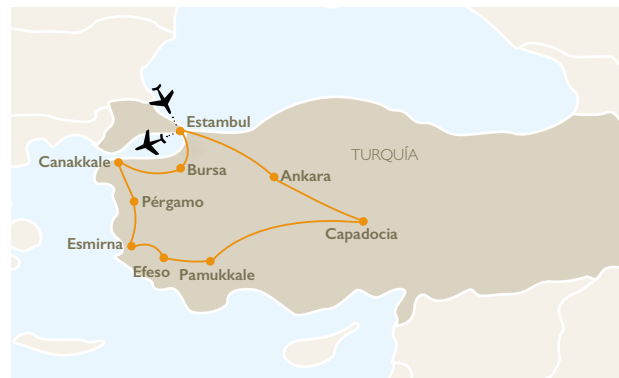 Estambul
TURQUÍA
Canakkale
Bursa
Ankara
Pérgamo
Capadocia
Esmirna
Efeso
Pamukkale